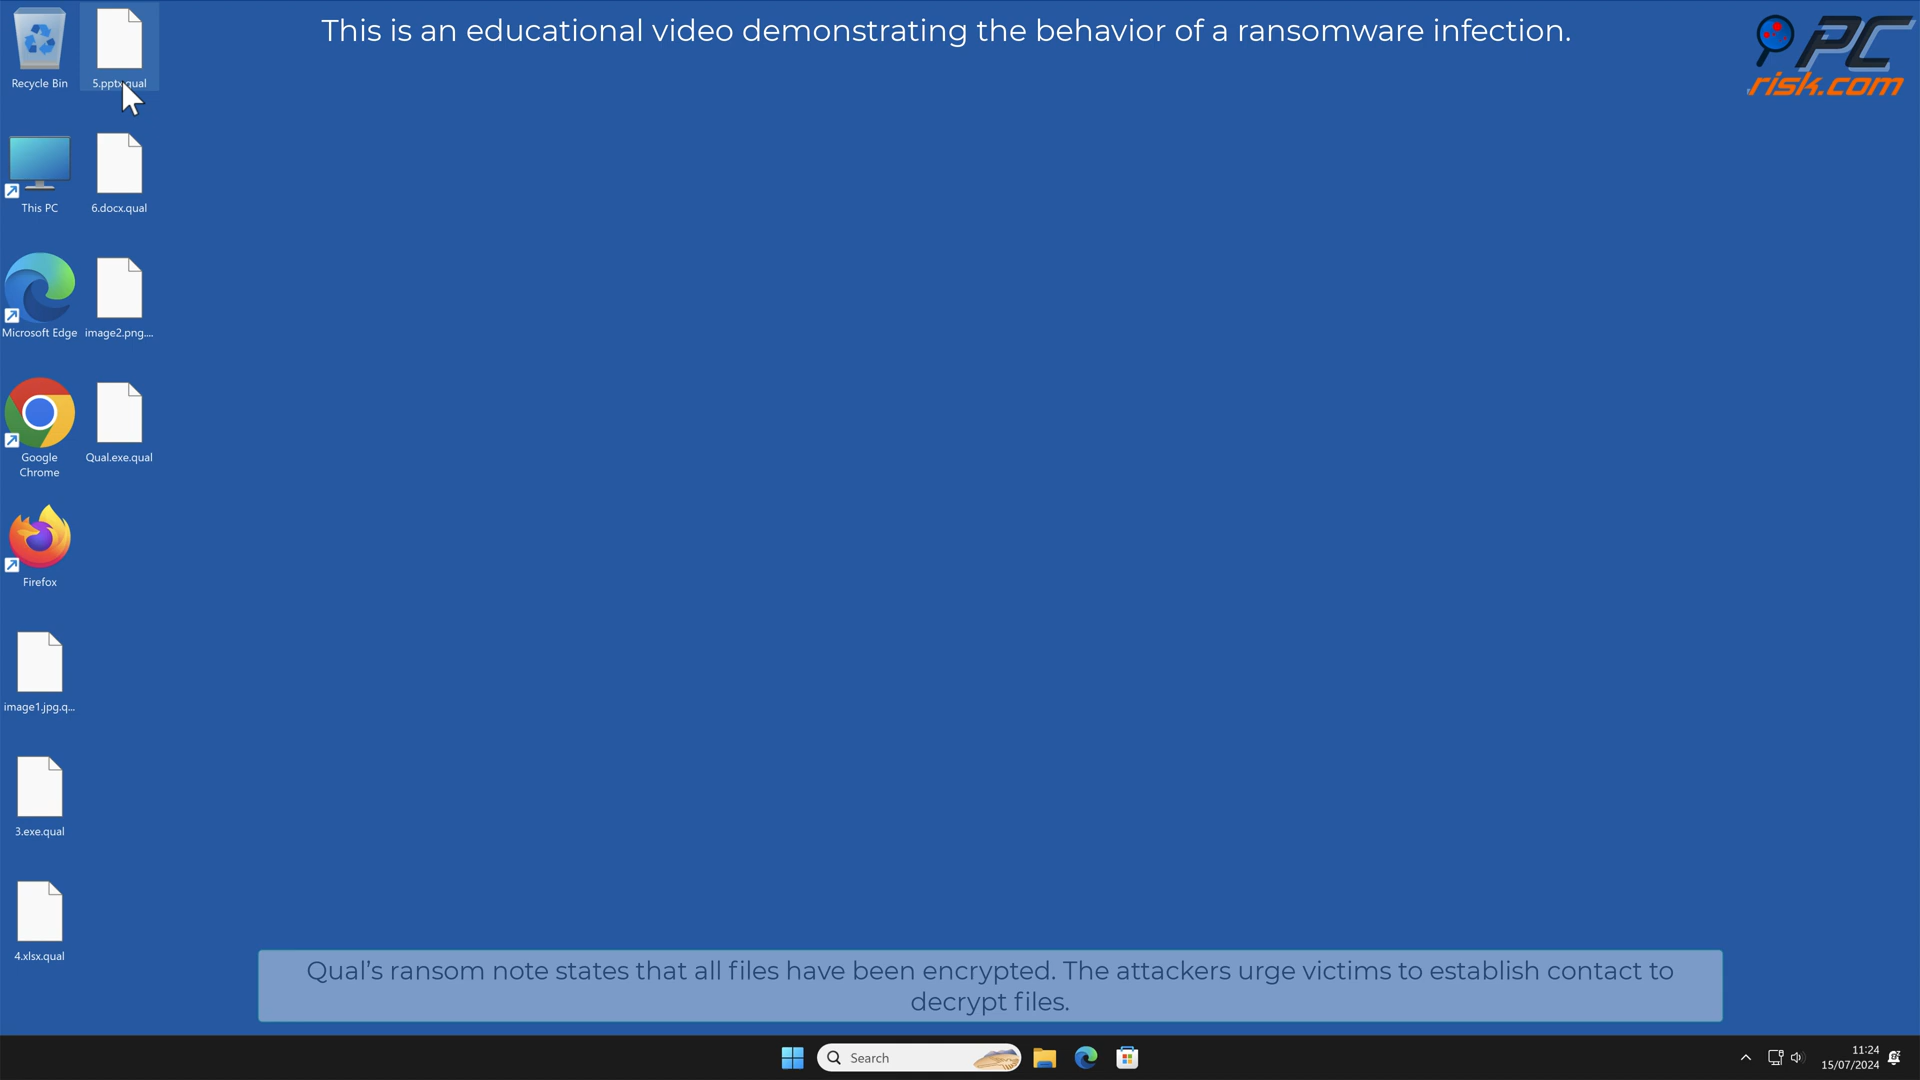 This is an educational video demonstrating the behavior of a ransomware infection.
PC
risk.com
Recycle Bin
5.pptx.qual
This PC
6.docx.qual
Microsoft Edge
image2.png....
Google
Chrome
Qual.exe.qual
Firefox
image1.jpg.q...
3.exe.qual
4.xlsx.qual
Qual’s ransom note states that all files have been encrypted. The attackers urge victims to establish contact to
decrypt files.
Search
11:24
15/07/2024